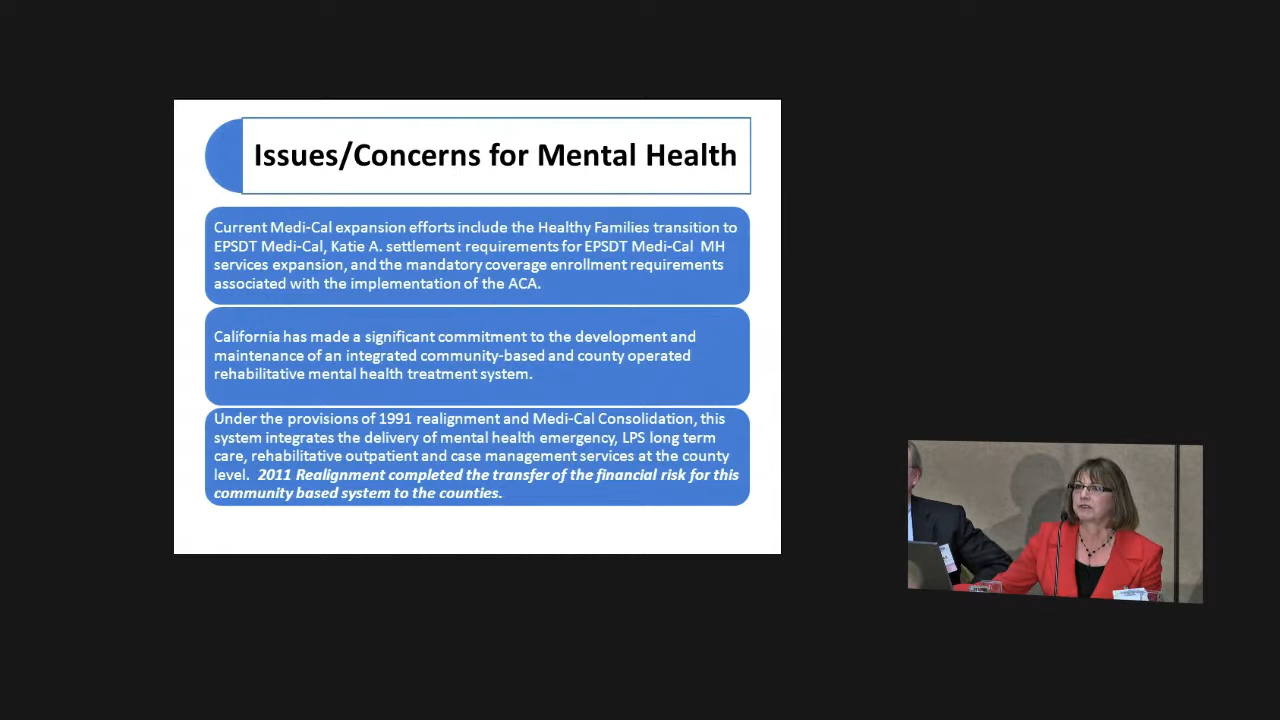 Issues/Concerns for Mental Health
Current Medi-Cal expansion efforts include the Healthy Families transition to
EPSDT Medi-Cal, Katie A. settlement requirements for EPSDT Medi-Cal MH
services expansion, and the mandatory coverage enrollment requirements
associated with the implementation of the ACA.
California has made a significant commitment to the development and
maintenance of an integrated community-based and county operated
rehabilitative mental health treatment system.
Under the provisions of 1991 realignment and Medi-Cal Consolidation, this
system integrates the delivery of mental health emergency, LPS long term
care, rehabilitative outpatient and case management services at the county
level. 2011 Realignment completed the transfer of the financial risk for this
community based system to the counties.